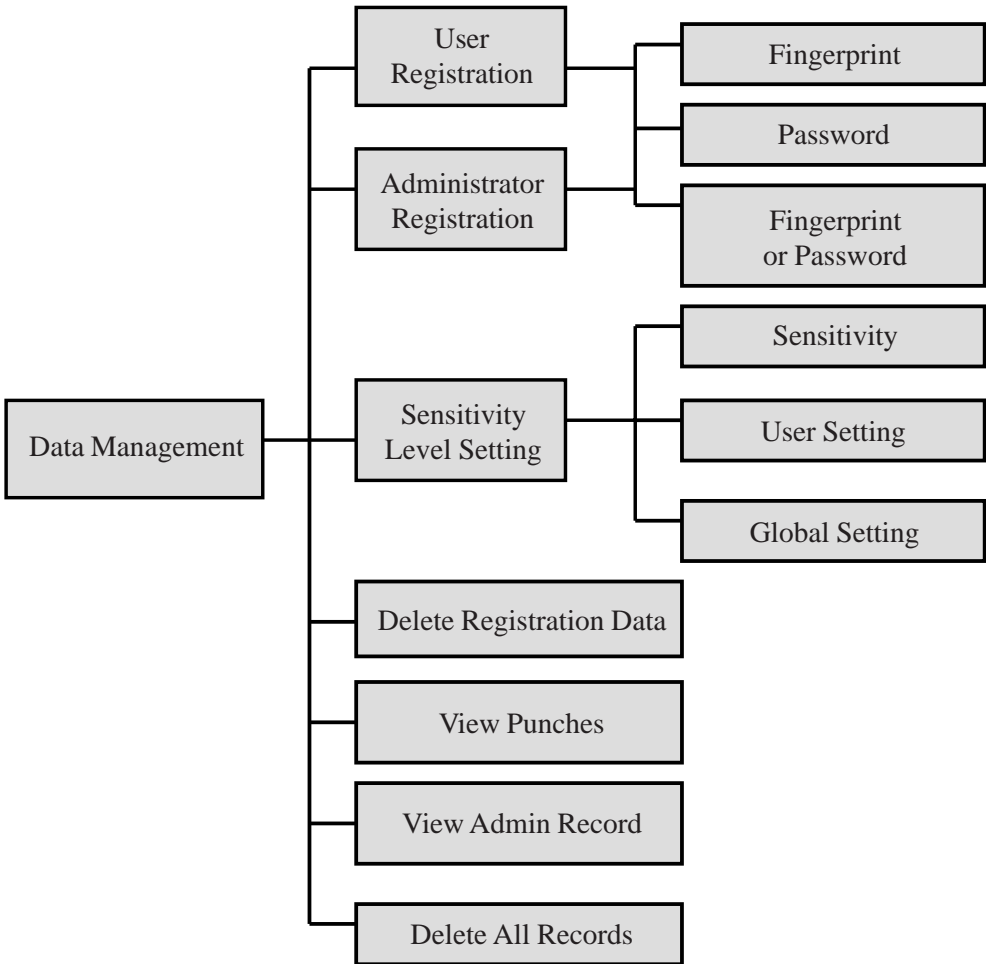 User
Registration
Fingerprint
Password
Administrator
Registration
Fingerprint
or Password
Sensitivity
Data Management
Sensitivity
Level Setting
User Setting
Global Setting
Delete Registration Data
View Punches
View Admin Record
Delete All Records